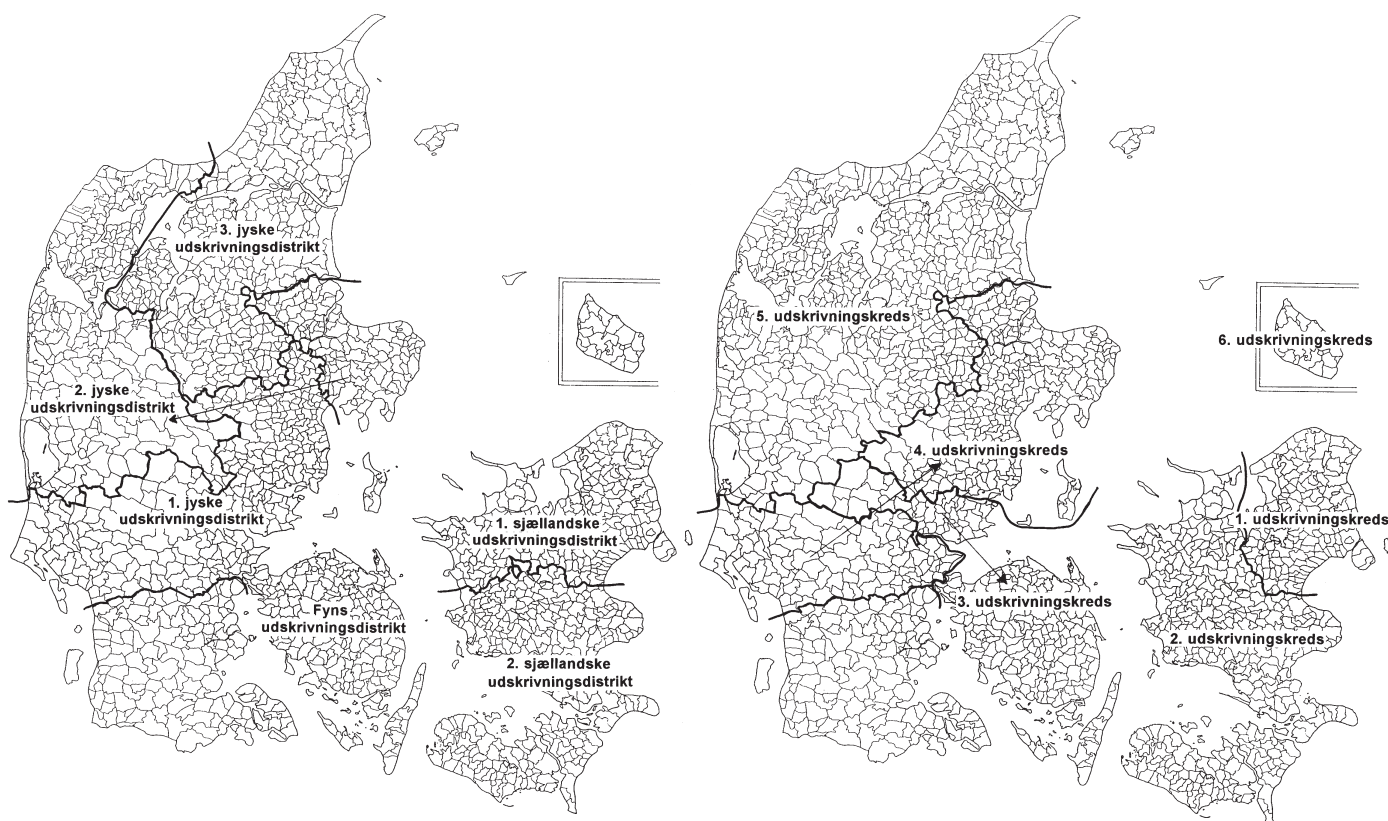 3. jyske
udskrivningsdistrikt
2. jyske
udskrivningsdistrikt
1. jyske
udskrivningsdistrikt
1. sjællandske
udskrivningsdistrikt
Fyns
udskrivningsdistrikt
2. sjællandske
udskrivningsdistrikt
5. udskrivningskreds
6. udskrivningskreds
4. udskrivningskreds
1. udskrivningskreds
3. udskrivningskreds
2. udskrivningskreds